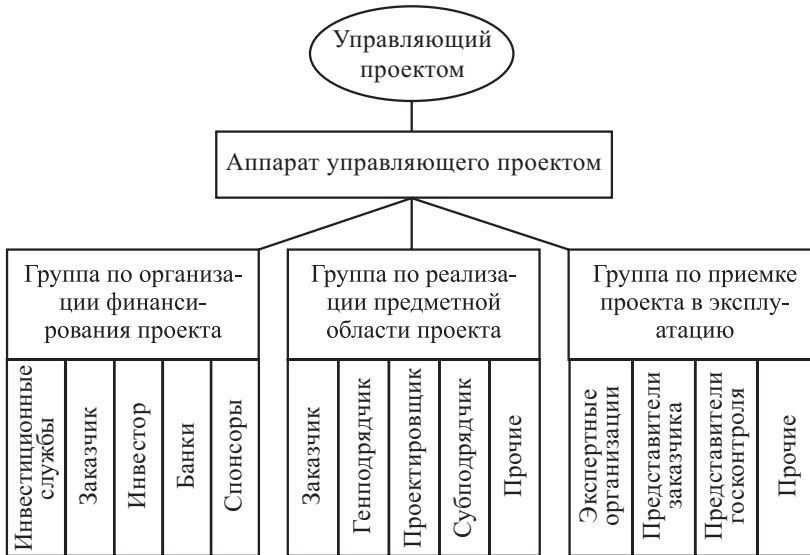 Управляющий
проектом
Аппарат управляющего проектом
Группа по организа-
ции финанси-
рования проекта
Группа по реализа-
ции предметной
области проекта
Группа по приемке
проекта в эксплу-
атацию
Инвестиционные
службы
Заказчик
Инвестор
Банки
Спонсоры
Заказчик
Генподрядчик
Проектировщик
Субподрядчик
Прочие
Экспертные
организации
Представители
заказчика
Представители
госконтроля
Прочие